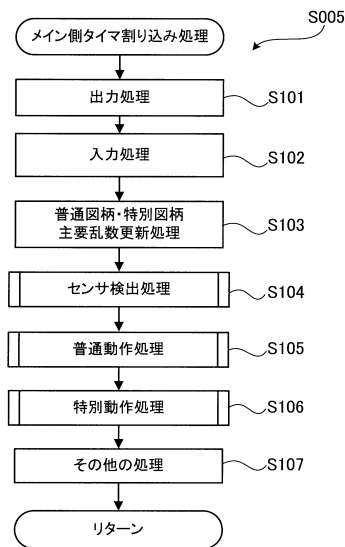 メイン側タイマ割り込み処理
S005
出力処理
S101
入力処理
S102
普通図柄・特別図柄
主要乱数更新処理
S103
センサ検出処理
S104
普通動作処理
S105
特別動作処理
S106
その他の処理
S107
リターン